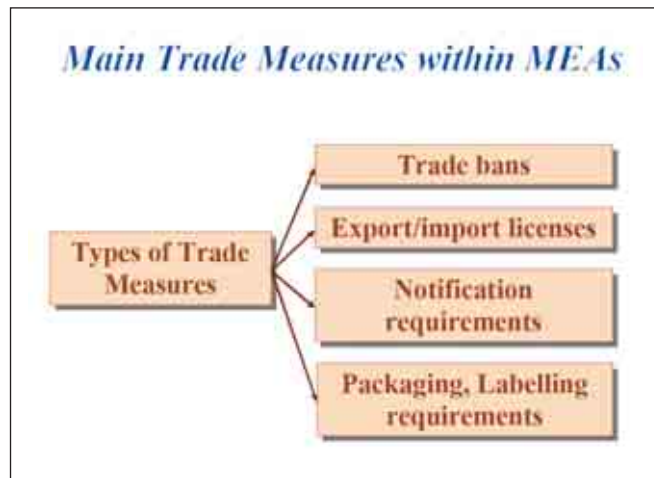 Main Trade Measures within MEAs
Trade bans
Export/import licenses
Types of Trade
Measures
Notification
requirements
Packaging, Labelling
requirements